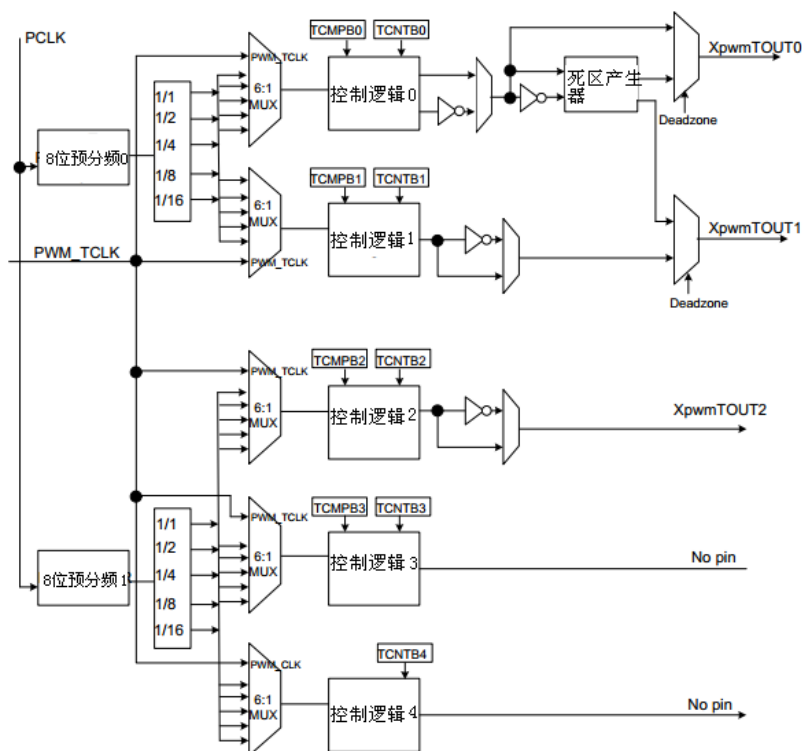 PCLK
TCMPB0
TCNTB0
XpwmTOUT0
PWM_TCLK
6:1
MUX
控制逻辑0
死区产生
器
Deadzone
1/1
1/2
1/4
1/8
1/16
8位预分频0
TCMPB1
TCNTB1
6:1
MUX
控制逻辑1
XpwmTOUT1
PWM_TCLK
PWM_TCLK
Deadzone
TCMPB2
TCNTB2
PWM_TCLK
6:1
MUX
控制逻辑2
XpwmTOUT2
TCMPB3
TCNTB3
PWM_TCLK
1/1
1/2
1/4
1/8
1/16
6:1
MUX
控制逻辑3
No pin
8位预分频1
TCNTB4
PWM_CLK
6:1
MUX
控制逻辑4
No pin